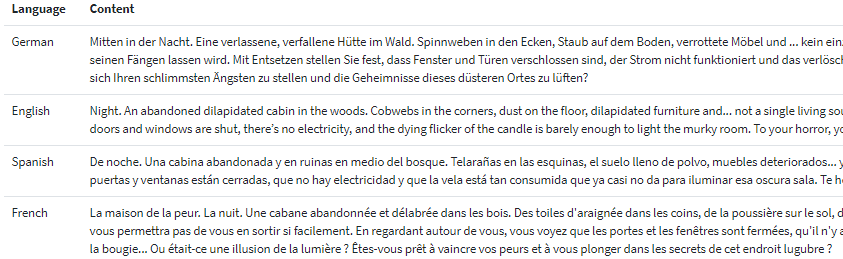 Language Content
German Mitten in der Nacht. Eine verlassene, verfallene Hütte im Wald. Spinnweben in den Ecken, Staub auf dem Boden, verrottete Möbel und ... kein
seinen Fängen lassen wird. Mit Entsetzen stellen Sie fest, dass Fenster und Türen verschlossen sind, der Strom nicht funktioniert und das
sich Ihren schlimmsten Ängsten zu stellen und die Geheimnisse dieses düsteren Ortes zu lüften?
English Night. An abandoned dilapidated cabin in the woods. Cobwebs in the corners, dust on the floor, dilapidated furniture and... not a single living
doors and windows are shut, there's no electricity, and the dying flicker of the candle is barely enough to light the murky room. To your horror,
Spanish De noche. Una cabina abandonada y en ruinas en medio del bosque. Telarañas en las esquinas, el suelo lleno de polvo, muebles deteriorados...
puertas y ventanas están cerradas, que no hay electricidad y que la vela está tan consumida que ya casi no da para iluminar esa oscura sala. Te
French La maison de la peur. La nuit. Une cabane abandonnée et délabrée dans les bois. Des toiles d'araignée dans les coins, de la poussière sur le sol,
vous permettra pas de vous en sortir si facilement. En regardant autour de vous, vous voyez que les portes et les fenêtres sont fermées, qu'il n'y
la bougie... Ou était-ce une illusion de la lumière ? Êtes-vous prêt à vaincre vos peurs et à vous plonger dans les secrets de cet endroit lugubre ?